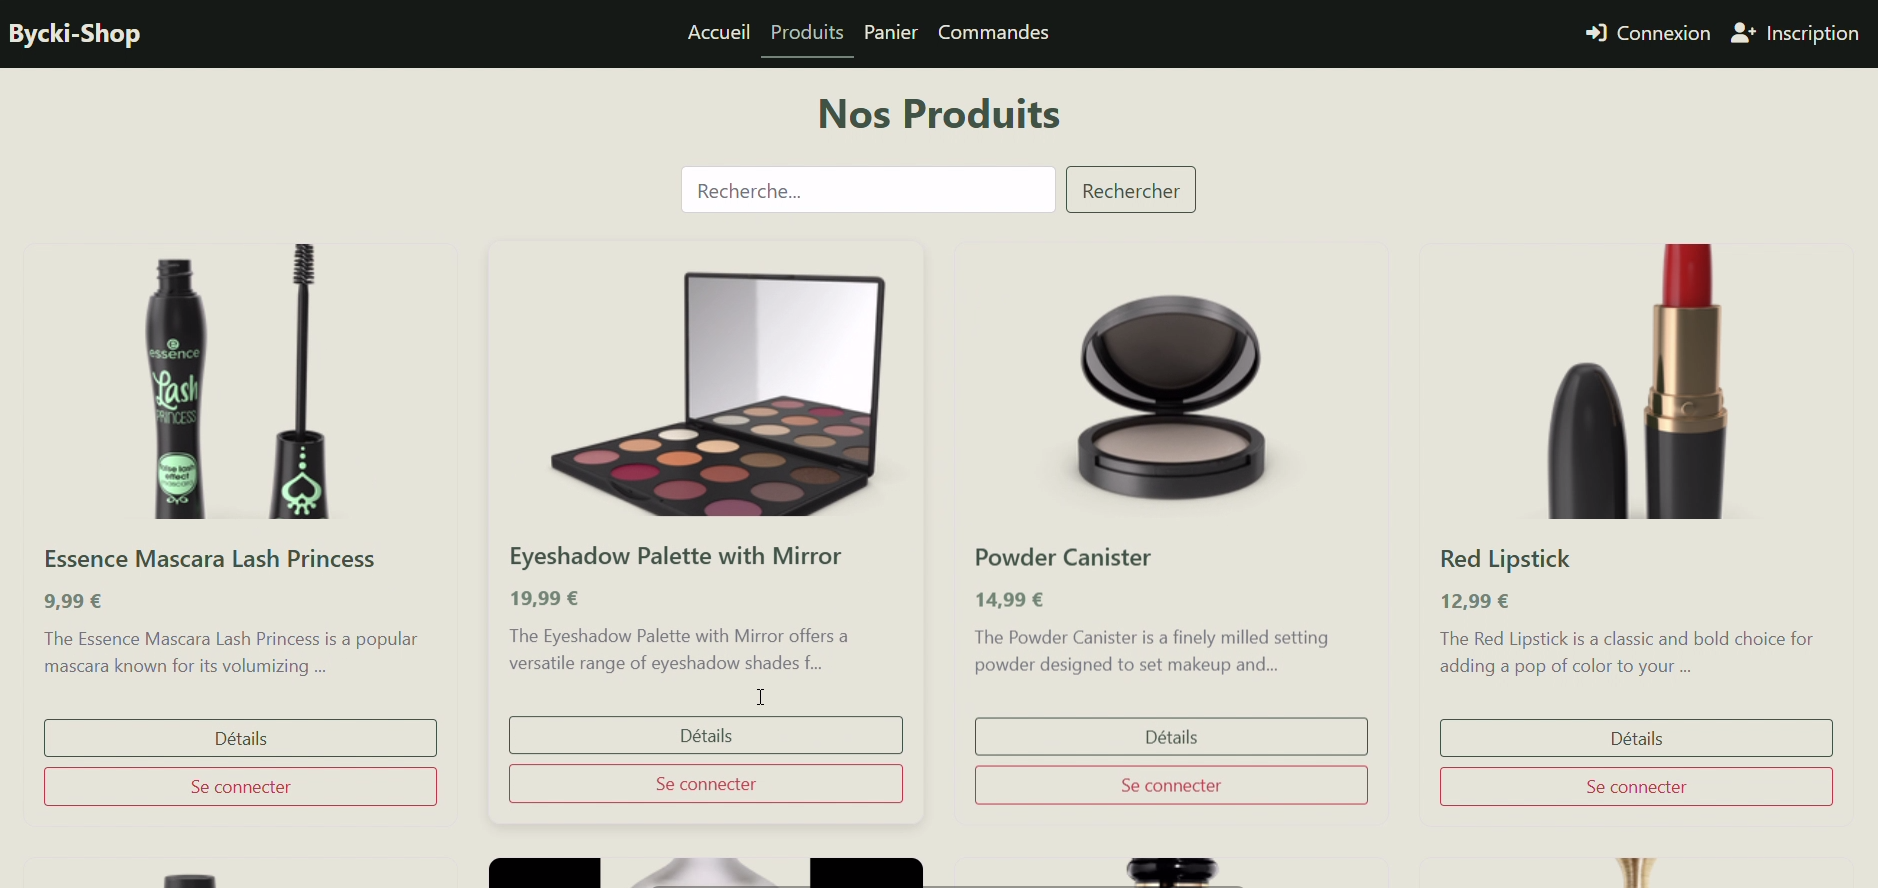 Bycki-Shop
Accueil Produits Panier Commandes
Connexion Inscription
Nos Produits
Recherche...
Rechercher
essence
Lash
PRINCESS
false lash
effect
mascara
Essence Mascara Lash Princess
9,99 €
The Essence Mascara Lash Princess is a popular
mascara known for its volumizing ...
Détails
Se connecter
Eyeshadow Palette with Mirror
19,99 €
The Eyeshadow Palette with Mirror offers a
versatile range of eyeshadow shades f...
Détails
Se connecter
Powder Canister
14,99 €
The Powder Canister is a finely milled setting
powder designed to set makeup and...
Détails
Se connecter
Red Lipstick
12,99 €
The Red Lipstick is a classic and bold choice for
adding a pop of color to your ...
Détails
Se connecter